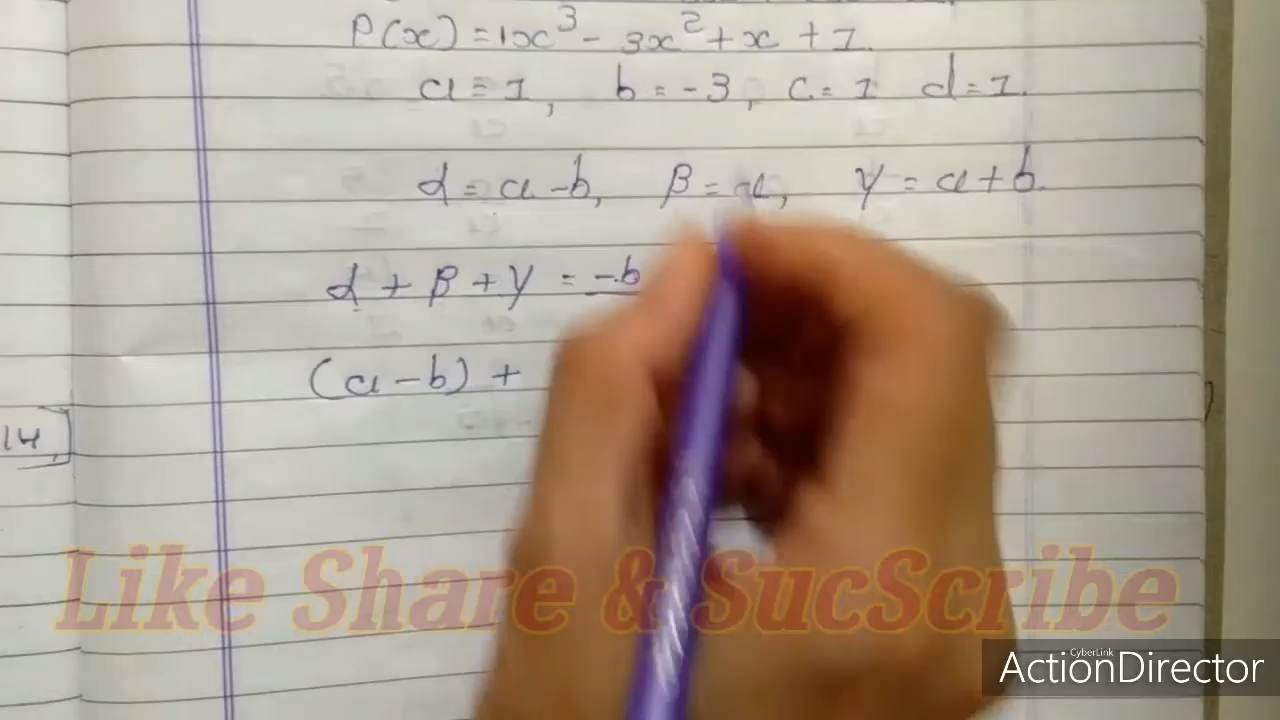 P(x) = 1x³ - 3x² + x + 1.
a = 1, b = -3, c = 1 d = 1.
α = a - b, β = a, γ = a + b.
α + β + γ = -b
(a - b) +
14]
Like Share & SucScribe
CyberLink
ActionDirector